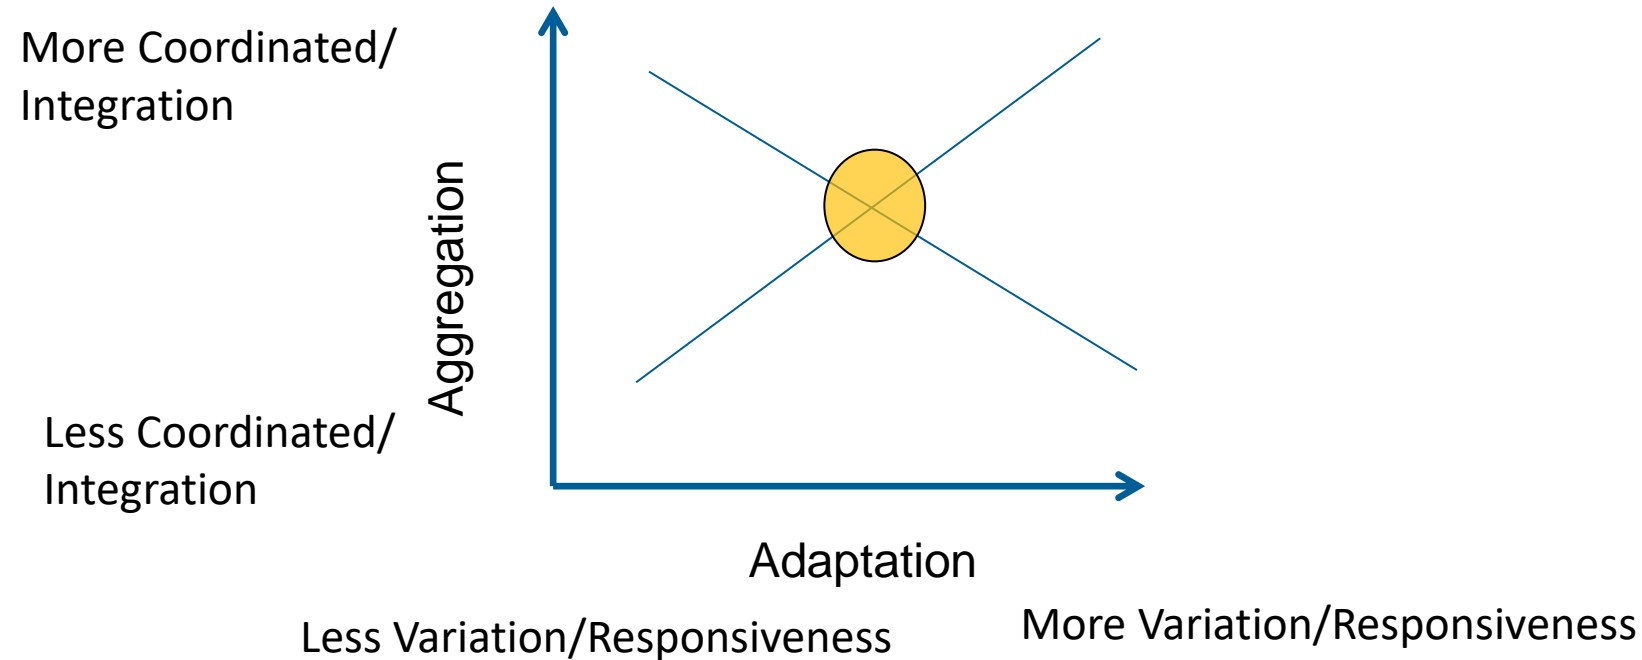 More Coordinated/
Integration
Aggregation
Less Coordinated/
Integration
Adaptation
Less Variation/Responsiveness
More Variation/Responsiveness